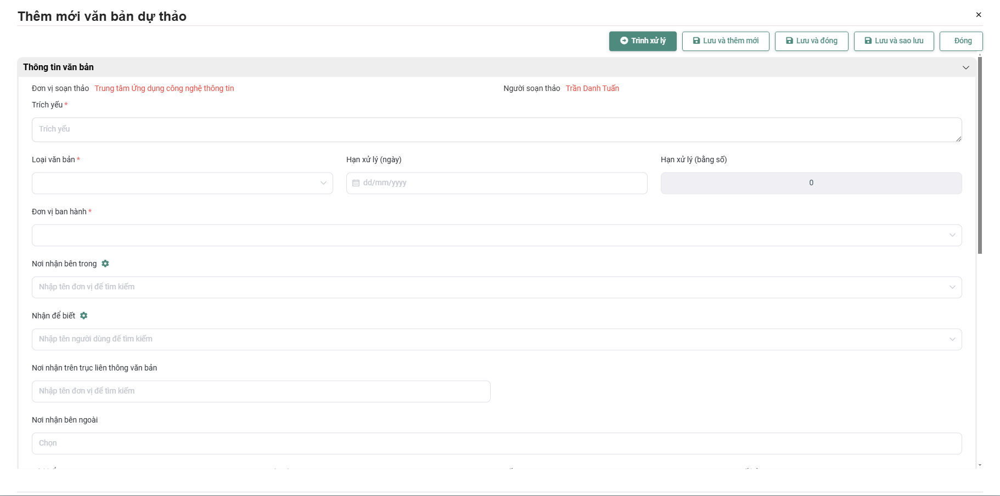 Thêm mới văn bản dự thảo
Trình xử lý Lưu và thêm mới Lưu và đóng Lưu và sao lưu Đóng
Thông tin văn bản
Đơn vị soạn thảo Trung tâm Ứng dụng công nghệ thông tin Người soạn thảo Trần Danh Tuấn
Trích yếu *
Trích yếu
Loại văn bản * Hạn xử lý (ngày) Hạn xử lý (bằng số)
dd/mm/yyyy 0
Đơn vị ban hành *
Nơi nhận bên trong
Nhập tên đơn vị để tìm kiếm
Nhận để biết
Nhập tên người dùng để tìm kiếm
Nơi nhận trên trục liên thông văn bản
Nhập tên đơn vị để tìm kiếm
Nơi nhận bên ngoài
Chọn